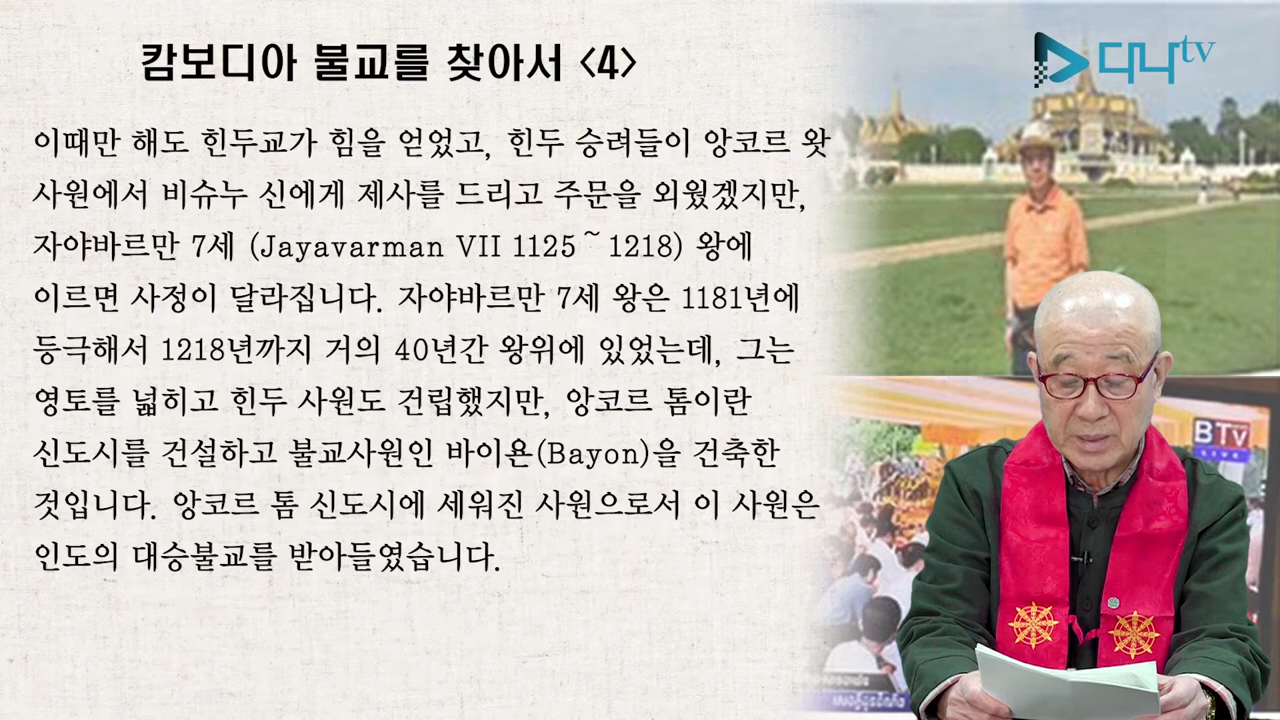 캄보디아 불교를 찾아서 <4>
이때만 해도 힌두교가 힘을 얻었고, 힌두 승려들이 앙코르 왓
사원에서 비슈누 신에게 제사를 드리고 주문을 외웠겠지만,
자야바르만 7세 (Jayavarman VII 1125 ~ 1218) 왕에
이르면 사정이 달라집니다. 자야바르만 7세 왕은 1181년에
등극해서 1218년까지 거의 40년간 왕위에 있었는데, 그는
영토를 넓히고 힌두 사원도 건립했지만, 앙코르 톰이란
신도시를 건설하고 불교사원인 바이욘(Bayon)을 건축한
것입니다. 앙코르 톰 신도시에 세워진 사원으로서 이 사원은
인도의 대승불교를 받아들였습니다.
tv
BTv